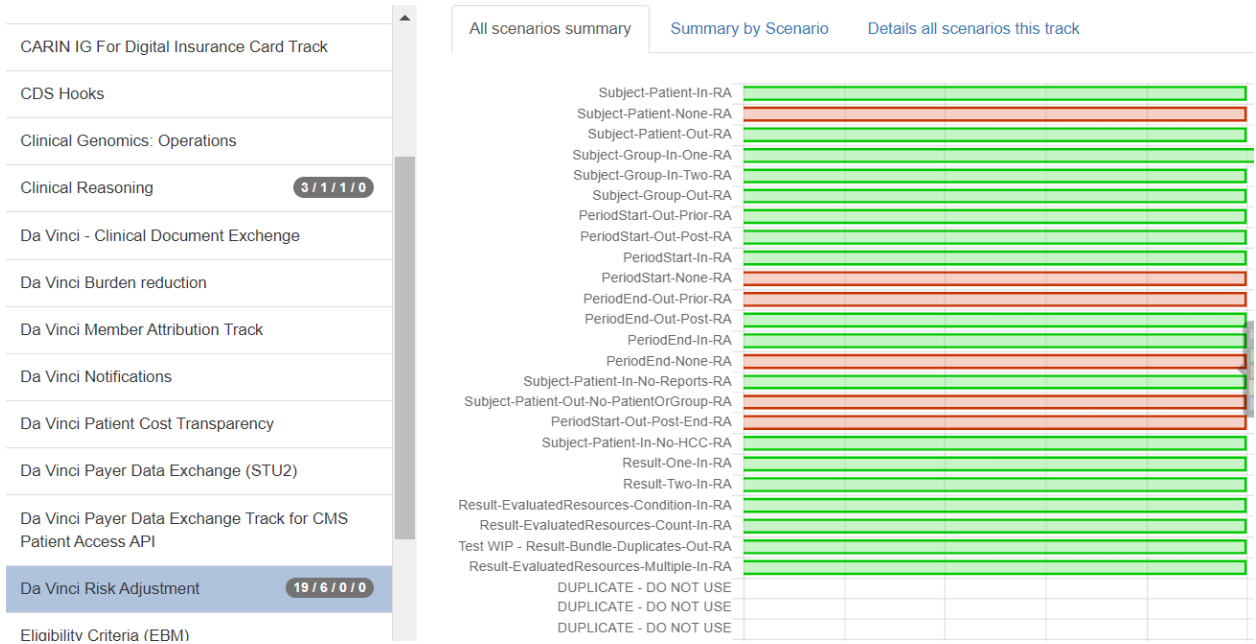 CARIN IG For Digital Insurance Card Track
CDS Hooks
Clinical Genomics: Operations
Clinical Reasoning 3 / 1 / 1 / 0
Da Vinci - Clinical Document Exchenge
Da Vinci Burden reduction
Da Vinci Member Attribution Track
Da Vinci Notifications
Da Vinci Patient Cost Transparency
Da Vinci Payer Data Exchange (STU2)
Da Vinci Payer Data Exchange Track for CMS
Patient Access API
Da Vinci Risk Adjustment 19 / 6 / 0 / 0
Eligibility Criteria (EBM)
All scenarios summary Summary by Scenario Details all scenarios this track
Subject-Patient-In-RA
Subject-Patient-None-RA
Subject-Patient-Out-RA
Subject-Group-In-One-RA
Subject-Group-In-Two-RA
Subject-Group-Out-RA
PeriodStart-Out-Prior-RA
PeriodStart-Out-Post-RA
PeriodStart-In-RA
PeriodStart-None-RA
PeriodEnd-Out-Prior-RA
PeriodEnd-Out-Post-RA
PeriodEnd-In-RA
PeriodEnd-None-RA
Subject-Patient-In-No-Reports-RA
Subject-Patient-Out-No-PatientOrGroup-RA
PeriodStart-Out-Post-End-RA
Subject-Patient-In-No-HCC-RA
Result-One-In-RA
Result-Two-In-RA
Result-EvaluatedResources-Condition-In-RA
Result-EvaluatedResources-Count-In-RA
Test WIP - Result-Bundle-Duplicates-Out-RA
Result-EvaluatedResources-Multiple-In-RA
DUPLICATE - DO NOT USE
DUPLICATE - DO NOT USE
DUPLICATE - DO NOT USE